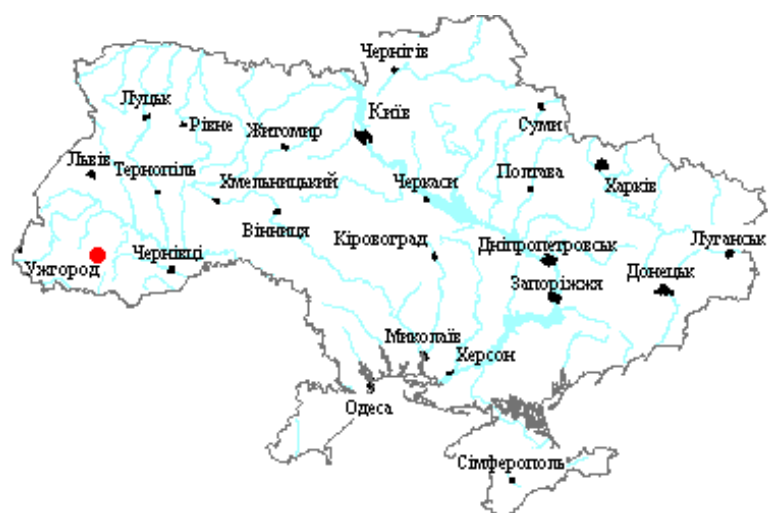 Чернігів
Луцьк
Рівне
Житомир
Київ
Суми
Львів
Тернопіль
Хмельницький
Черкаси
Полтава
Харків
Вінниця
Кіровоград
Дніпропетровськ
Луганськ
Ужгород
Чернівці
Запоріжжя
Донецьк
Миколаїв
Херсон
Одеса
Сімферополь